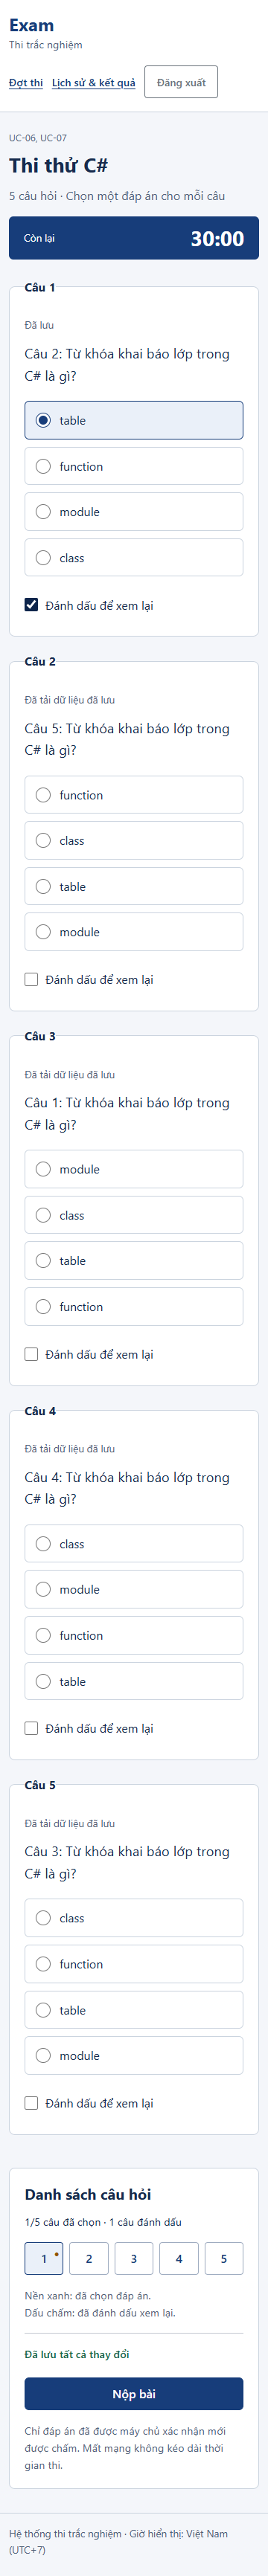 Exam
Thi trắc nghiệm
Đợt thi Lịch sử & kết quả Đăng xuất
UC-06, UC-07
Thi thử C#
5 câu hỏi · Chọn một đáp án cho mỗi câu
Còn lại 30:00
Câu 1
Đã lưu
Câu 2: Từ khóa khai báo lớp trong
C# là gì?
table
function
module
class
Đánh dấu để xem lại
Câu 2
Đã tải dữ liệu đã lưu
Câu 5: Từ khóa khai báo lớp trong
C# là gì?
function
class
table
module
Đánh dấu để xem lại
Câu 3
Đã tải dữ liệu đã lưu
Câu 1: Từ khóa khai báo lớp trong
C# là gì?
module
class
table
function
Đánh dấu để xem lại
Câu 4
Đã tải dữ liệu đã lưu
Câu 4: Từ khóa khai báo lớp trong
C# là gì?
class
module
function
table
Đánh dấu để xem lại
Câu 5
Đã tải dữ liệu đã lưu
Câu 3: Từ khóa khai báo lớp trong
C# là gì?
class
function
table
module
Đánh dấu để xem lại
Danh sách câu hỏi
1/5 câu đã chọn · 1 câu đánh dấu
1 2 3 4 5
Nền xanh: đã chọn đáp án.
Dấu chấm: đã đánh dấu xem lại.
Đã lưu tất cả thay đổi
Nộp bài
Chỉ đáp án đã được máy chủ xác nhận mới
được chấm. Mất mạng không kéo dài thời
gian thi.
Hệ thống thi trắc nghiệm · Giờ hiển thị: Việt Nam
(UTC+7)